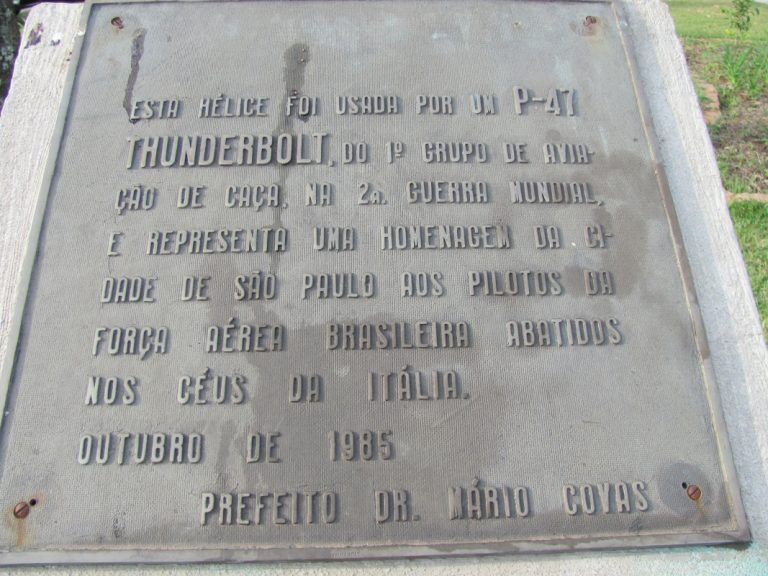 ESTA HÉLICE FOI USADA POR UM P-47
THUNDERBOLT, DO 1º GRUPO DE AVIA-
ÇÃO DE CAÇA, NA 2A. GUERRA MUNDIAL,
E REPRESENTA UMA HOMENAGEM DA CI-
DADE DE SÃO PAULO AOS PILOTOS DA
FORÇA AÉREA BRASILEIRA ABATIDOS
NOS CÉUS DA ITÁLIA.
OUTUBRO DE 1985
PREFEITO DR. MÁRIO COVAS